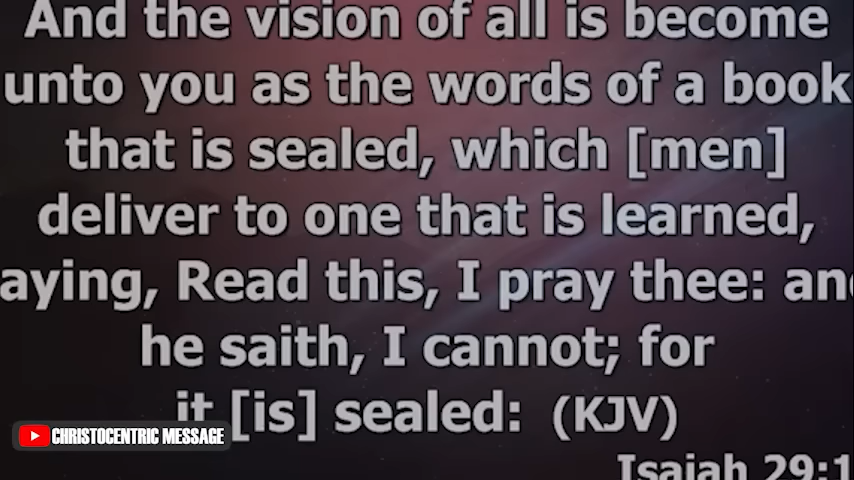 And the vision of all is become
unto you as the words of a book
that is sealed, which [men]
deliver to one that is learned,
aying, Read this, I pray thee: an
he saith, I cannot; for
it [is] sealed: (KJV)
CHRISTOCENTRIC MESSAGE
Isaiah 29:1